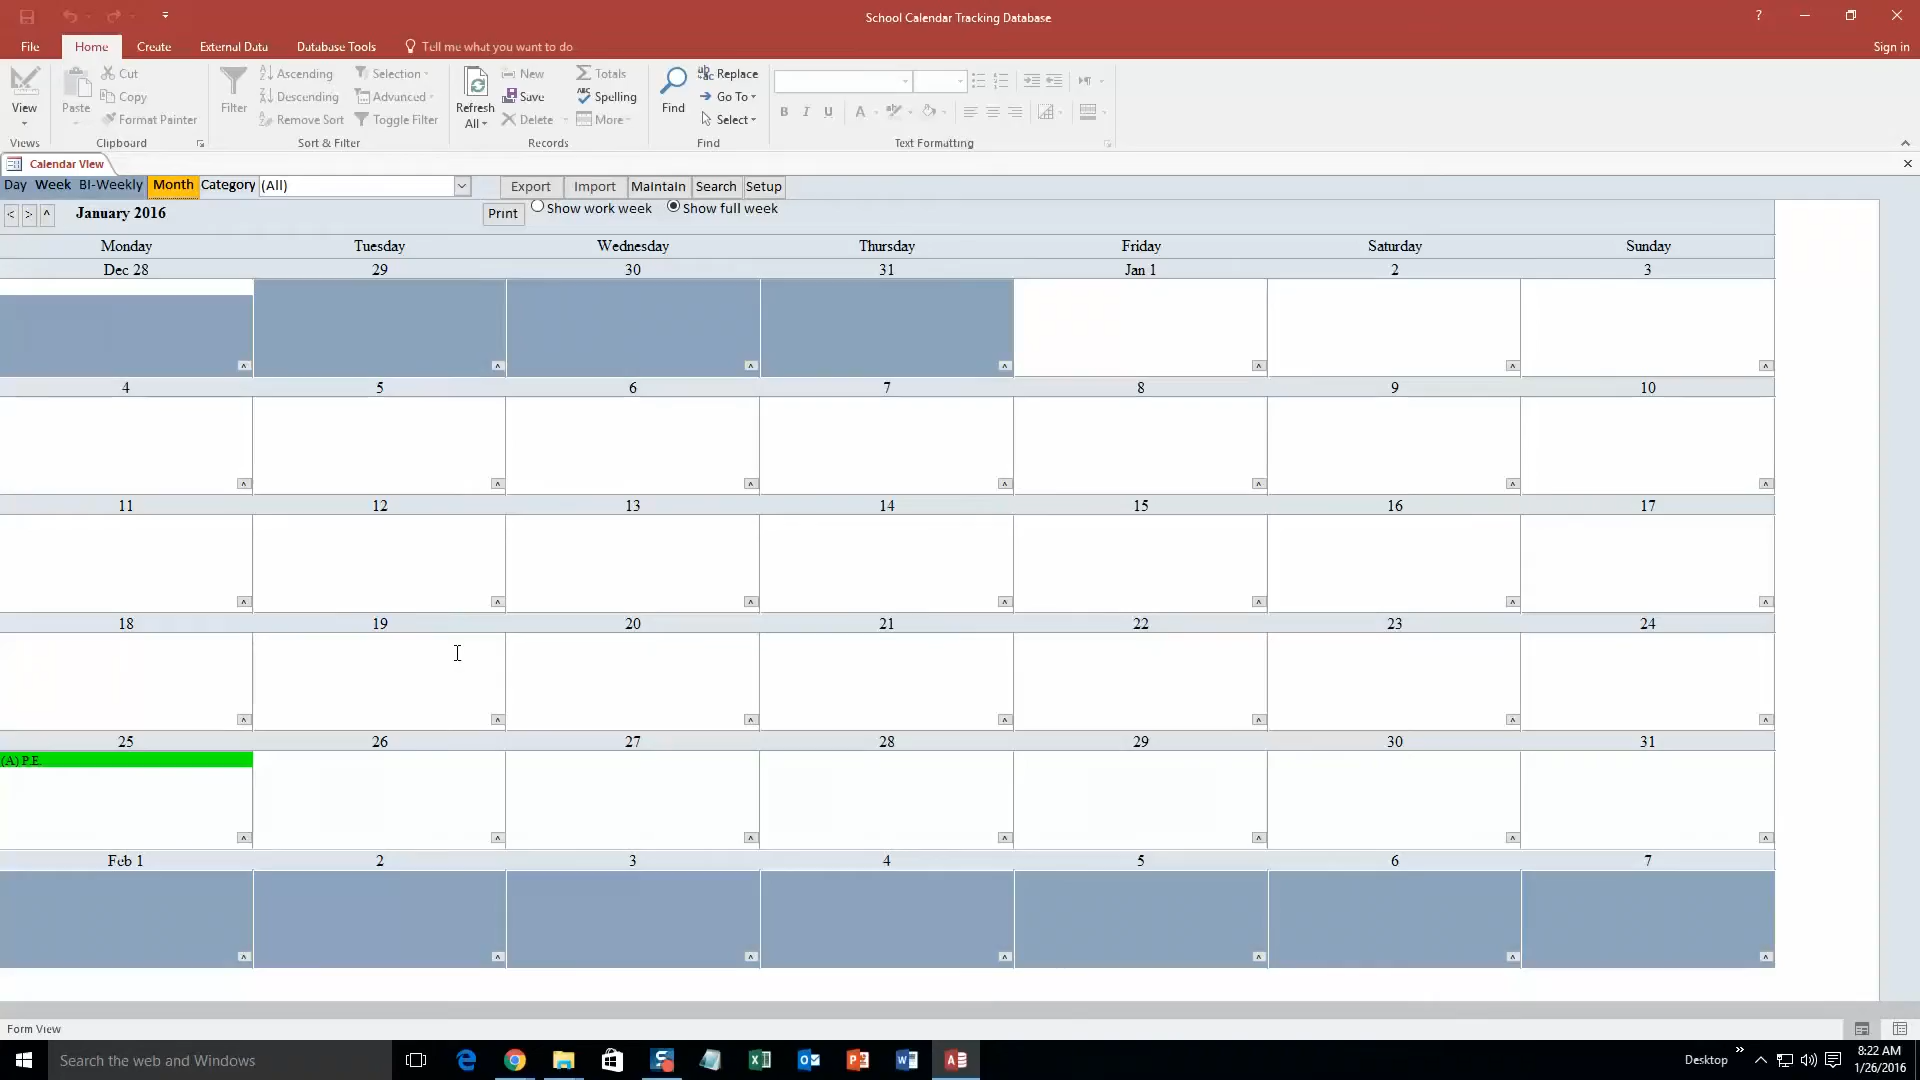 School Calendar Tracking Database
?
File Home Create External Data Database Tools Tell me what you want to do Sign in
View Paste Cut Copy Format Painter Filter Ascending Descending Remove Sort Selection Advanced Toggle Filter Refresh All New Save Delete Totals Spelling More Find Replace Go To Select B I U A
Views Clipboard Sort & Filter Records Find Text Formatting
Calendar View
Day Week Bi-Weekly Month Category (All) Export Import Maintain Search Setup
< > ^ January 2016 Print Show work week Show full week
Monday Tuesday Wednesday Thursday Friday Saturday Sunday
Dec 28 29 30 31 Jan 1 2 3
^ ^ ^ ^ ^ ^ ^
4 5 6 7 8 9 10
^ ^ ^ ^ ^ ^ ^
11 12 13 14 15 16 17
^ ^ ^ ^ ^ ^ ^
18 19 20 21 22 23 24
^ ^ ^ ^ ^ ^ ^
25 26 27 28 29 30 31
(A) P.E.
^ ^ ^ ^ ^ ^ ^
Feb 1 2 3 4 5 6 7
^ ^ ^ ^ ^ ^ ^
Form View
Search the web and Windows Desktop 8:22 AM
1/26/2016